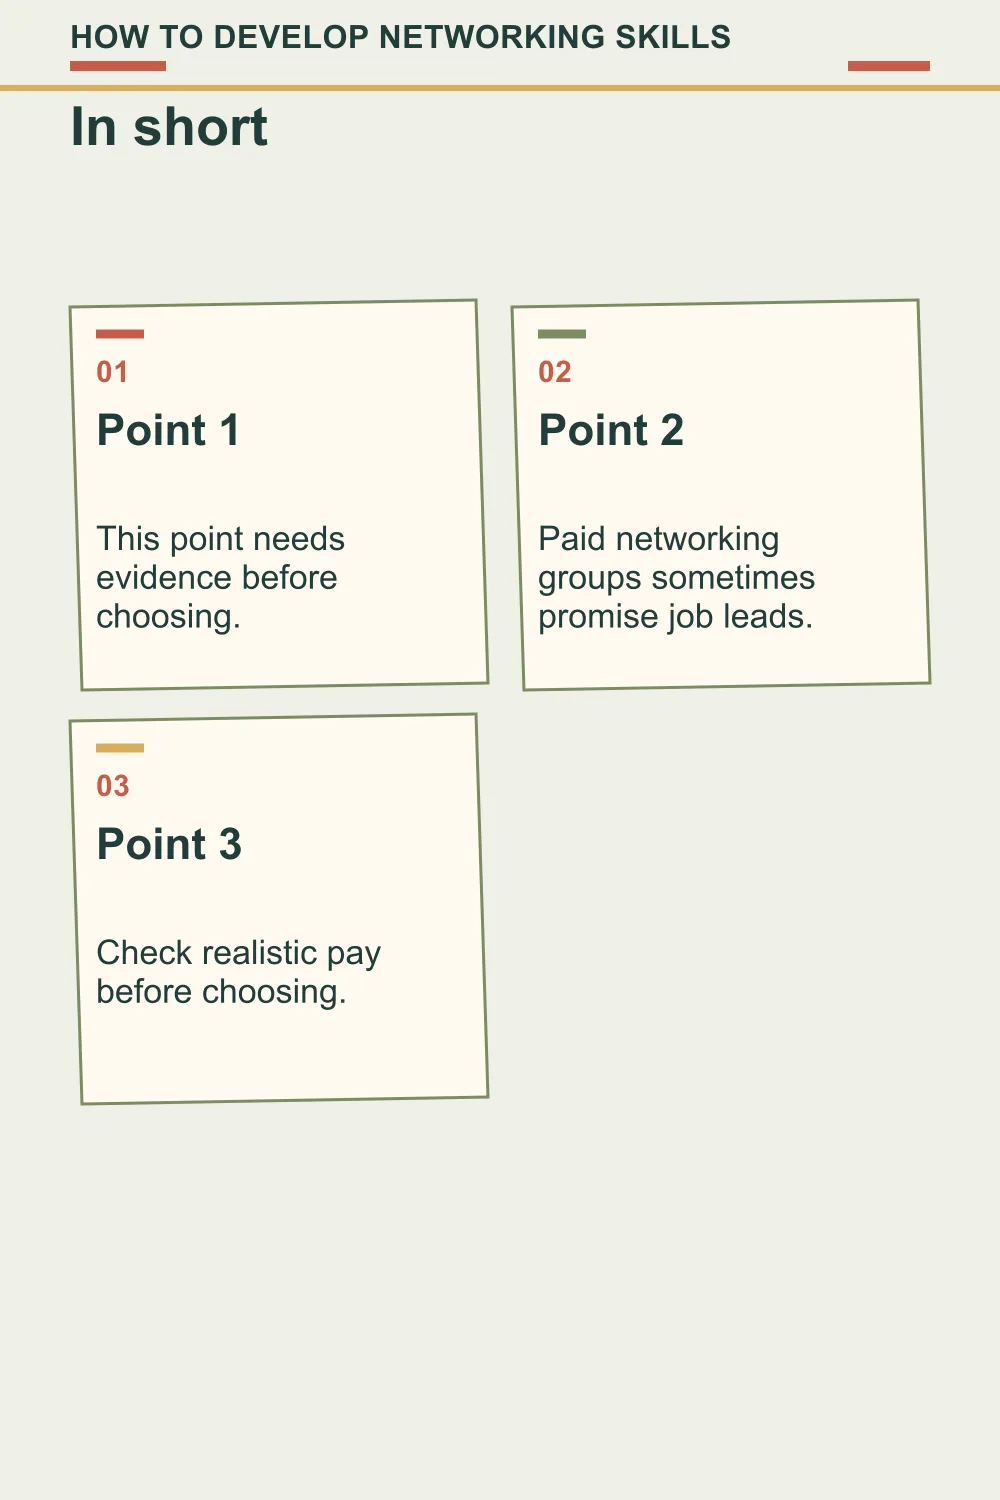 HOW TO DEVELOP NETWORKING SKILLS
In short
01
Point 1
This point needs
evidence before
choosing.
02
Point 2
Paid networking
groups sometimes
promise job leads.
03
Point 3
Check realistic pay
before choosing.